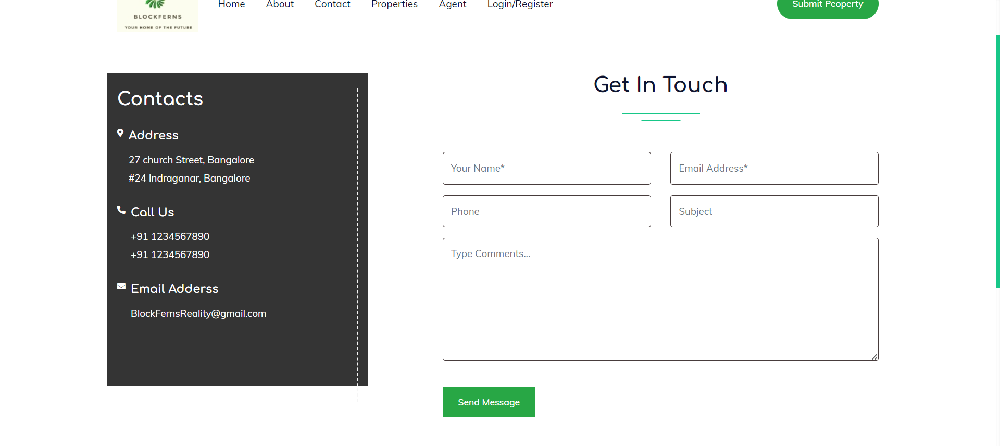 BLOCKFERNS
YOUR HOME OF THE FUTURE
Home About Contact Properties Agent Login/Register
Submit Peoperty
Contacts
Address
27 church Street, Bangalore
#24 Indraganar, Bangalore
Call Us
+91 1234567890
+91 1234567890
Email Adderss
BlockFernsReality@gmail.com
Get In Touch
Your Name*
Email Address*
Phone
Subject
Type Comments...
Send Message